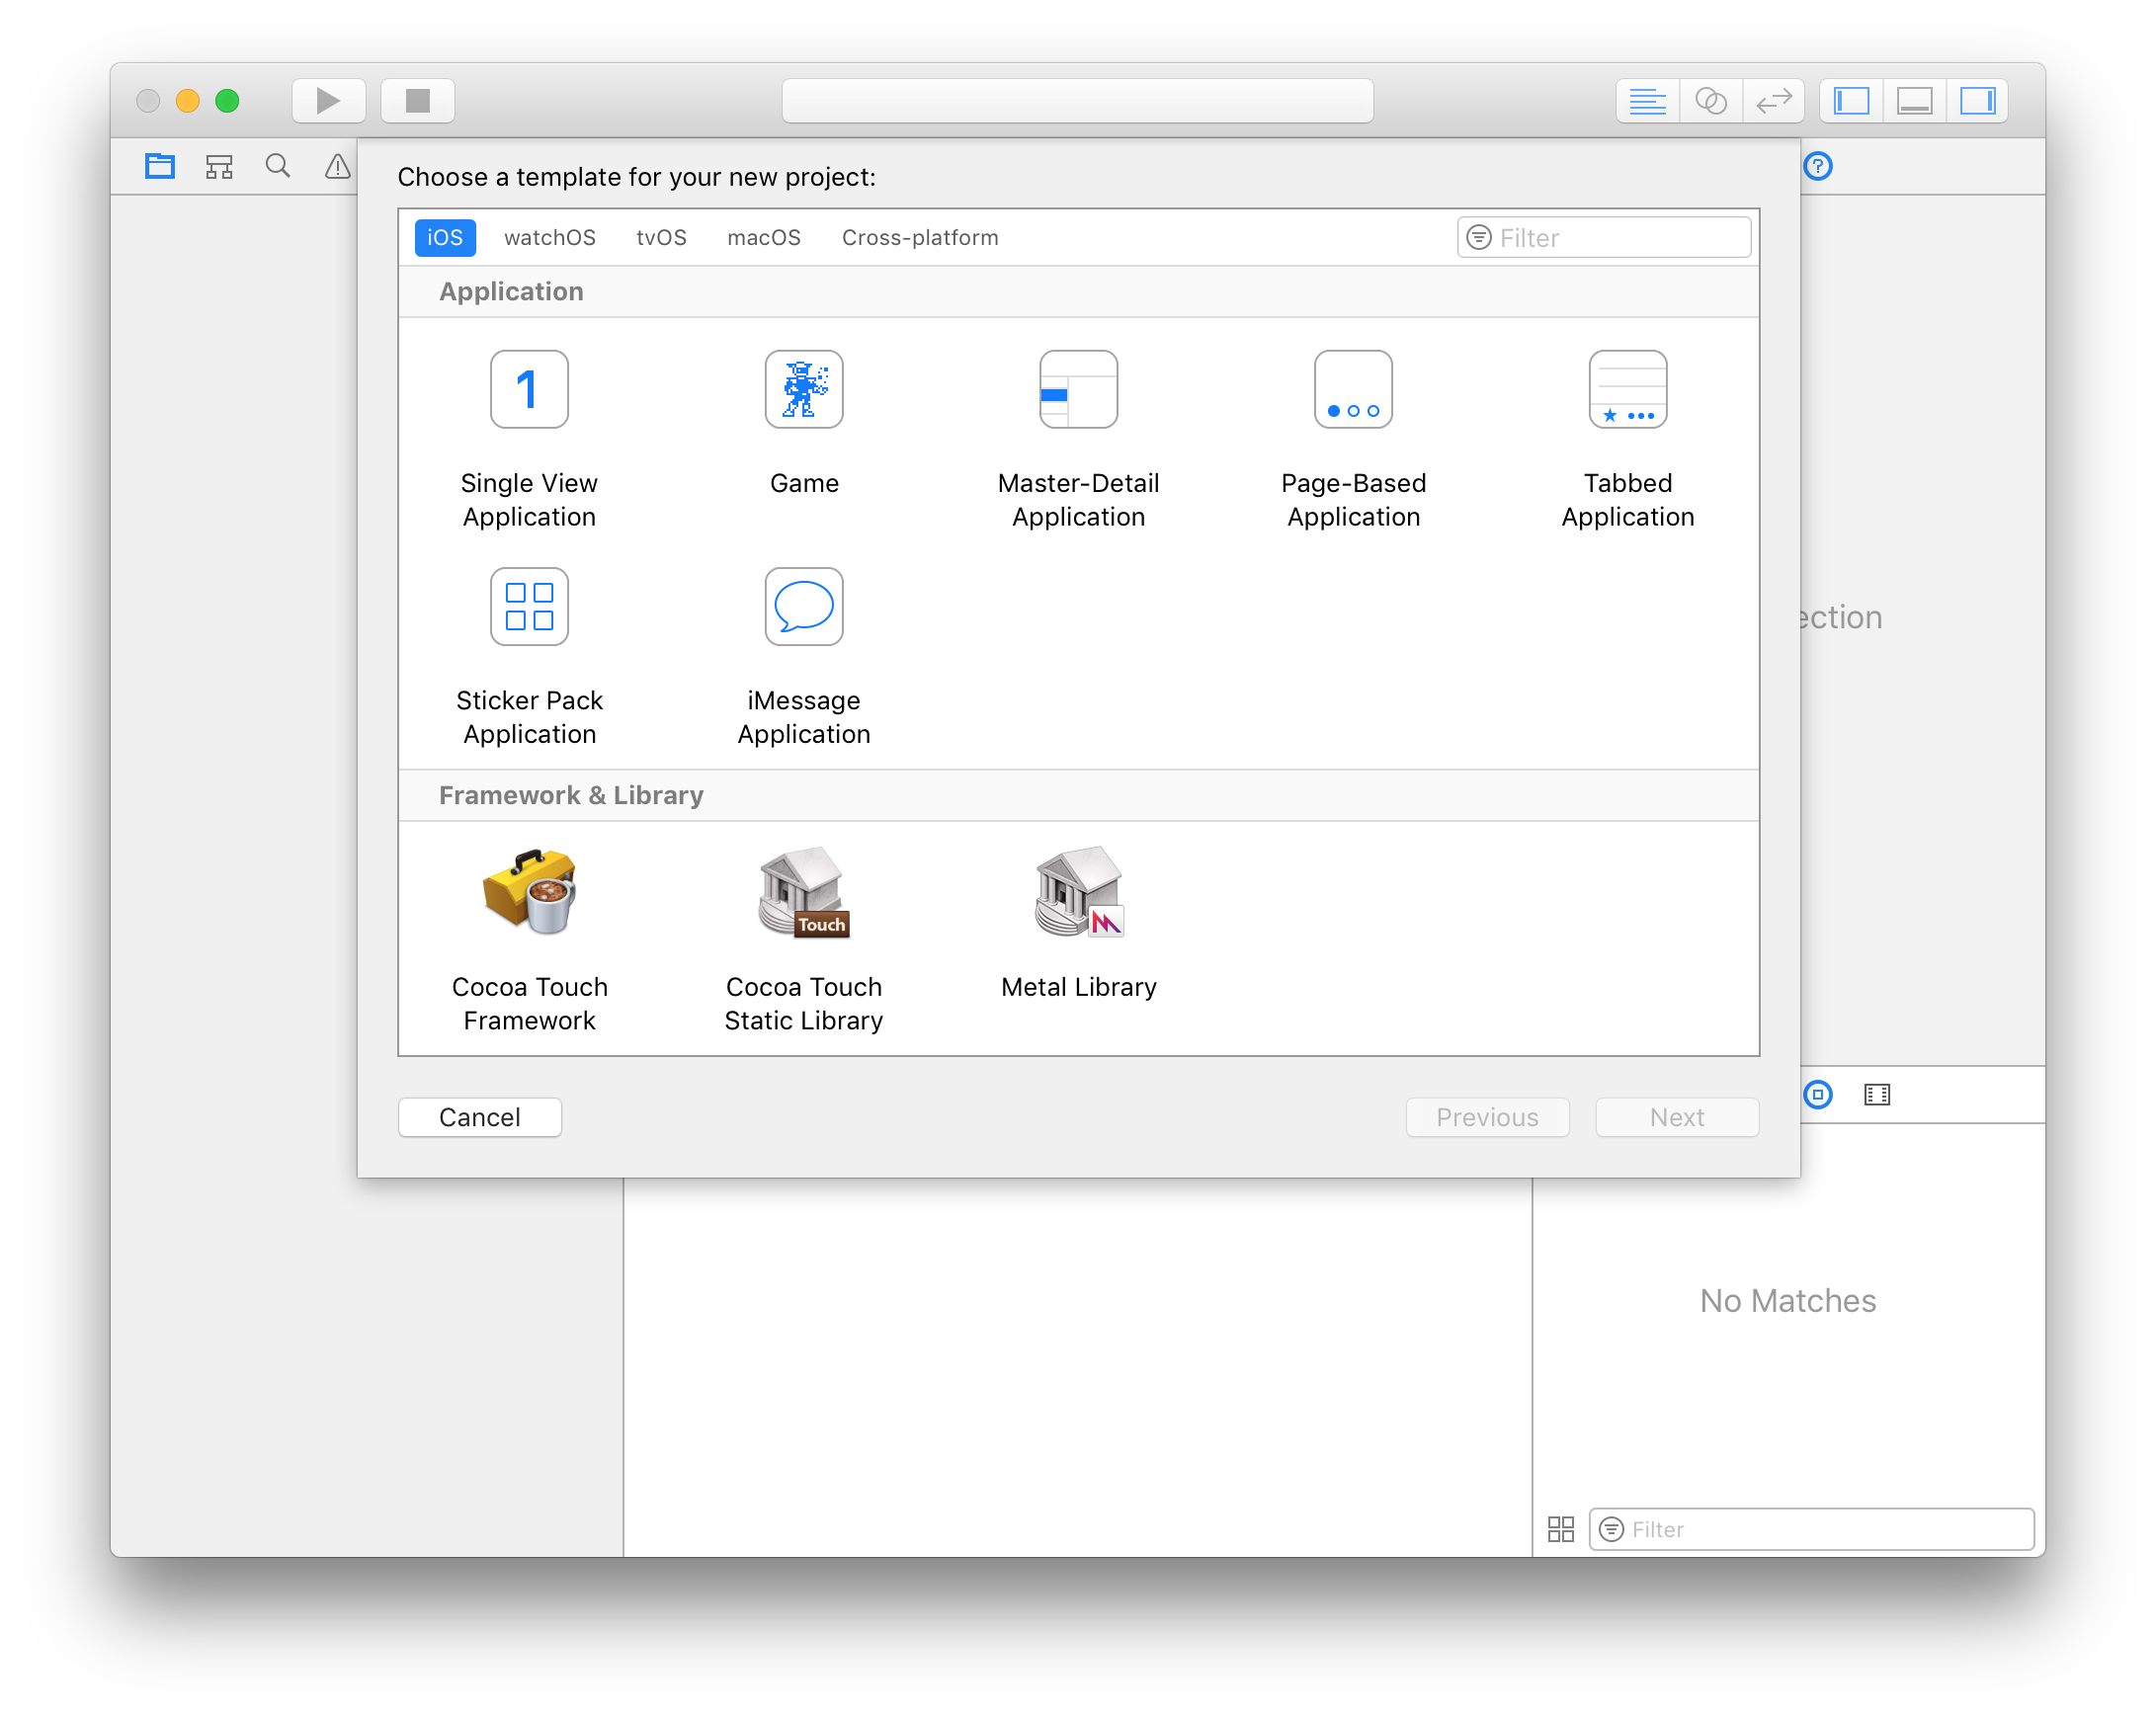 Choose a template for your new project:
iOS watchOS tvOS macOS Cross-platform Filter
Application
1
Single View Application
Game
Master-Detail Application
Page-Based Application
Tabbed Application
Sticker Pack Application
iMessage Application
Framework & Library
Touch
Cocoa Touch Framework
Cocoa Touch Static Library
Metal Library
Cancel Previous Next
ection
No Matches
Filter